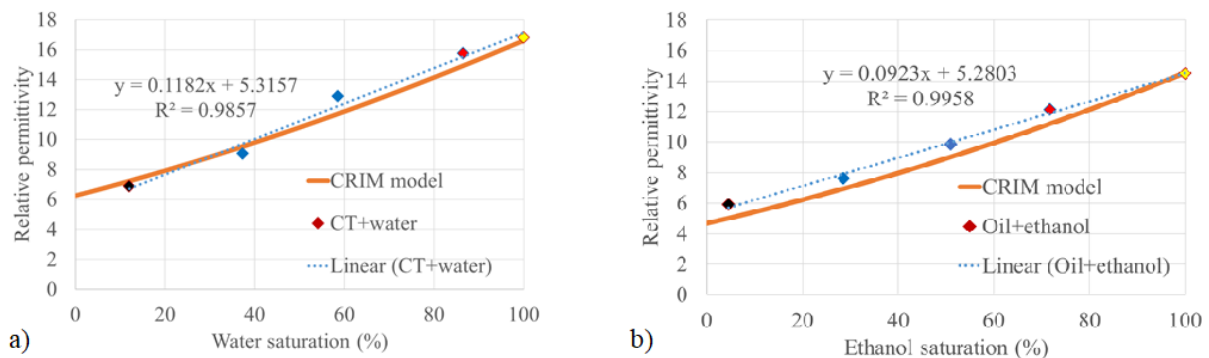 18
16
14
12
10
8
6
4
2
0
Relative permittivity
y = 0.1182x + 5.3157
R² = 0.9857
CRIM model
CT+water
Linear (CT+water)
0 20 40 60 80 100
Water saturation (%)
a)
18
16
14
12
10
8
6
4
2
0
Relative permittivity
y = 0.0923x + 5.2803
R² = 0.9958
CRIM model
Oil+ethanol
Linear (Oil+ethanol)
0 20 40 60 80 100
Ethanol saturation (%)
b)